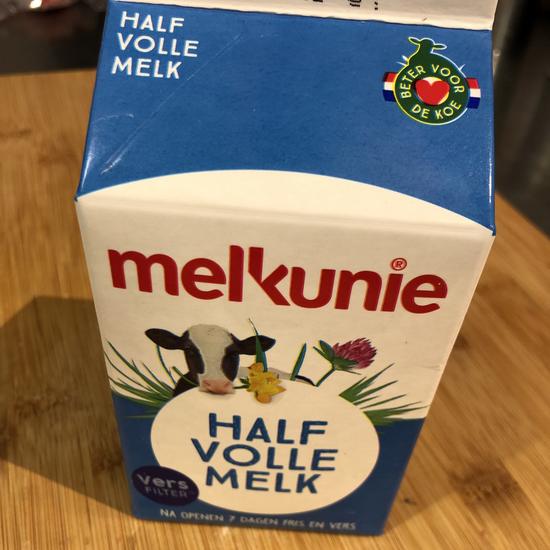 HALF
VOLLE
MELK
BETER VOOR
DE KOE
melkunie®
HALF
VOLLE
MELK
Vers
FILTER
NA OPENEN 7 DAGEN FRIS EN VERS